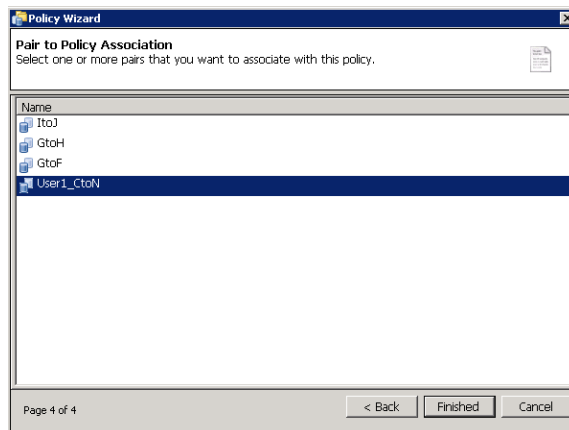 Policy Wizard
Pair to Policy Association
Select one or more pairs that you want to associate with this policy.
Name
ItoJ
GtoH
GtoF
User1_CtoN
Page 4 of 4
< Back
Finished
Cancel